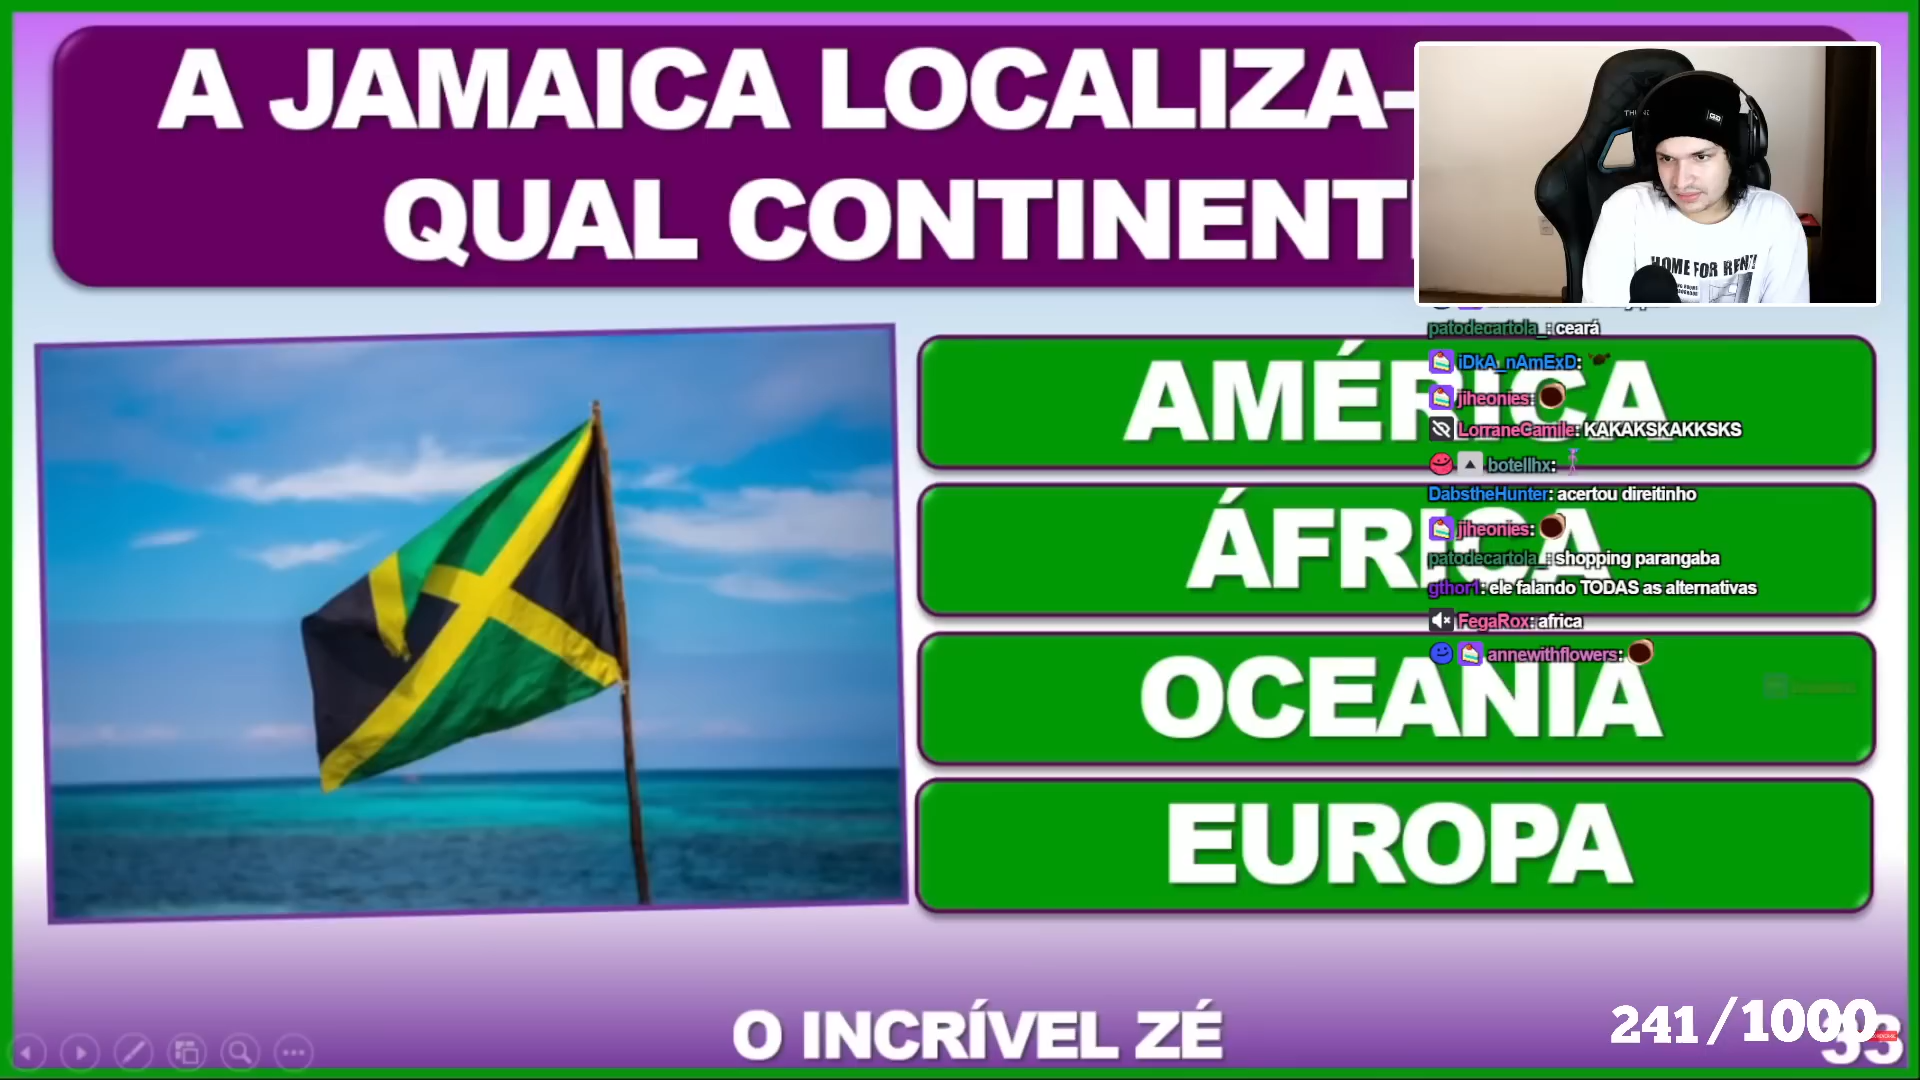 A JAMAICA LOCALIZA-
QUAL CONTINENT
HOME FOR RENT!
patodecartola_: ceará
iDkA_nAmExD:
AMÉRICA
jiheonies:
LorraneCamile: KAKAKSKAKKSKS
botellhx:
DabstheHunter: acertou direitinho
ÁFRICA
jiheonies:
patodecartola_: shopping parangaba
gthor1: ele falando TODAS as alternativas
FegaRox: africa
annewithflowers:
OCEANIA
EUROPA
O INCRÍVEL ZÉ
241/1000
33